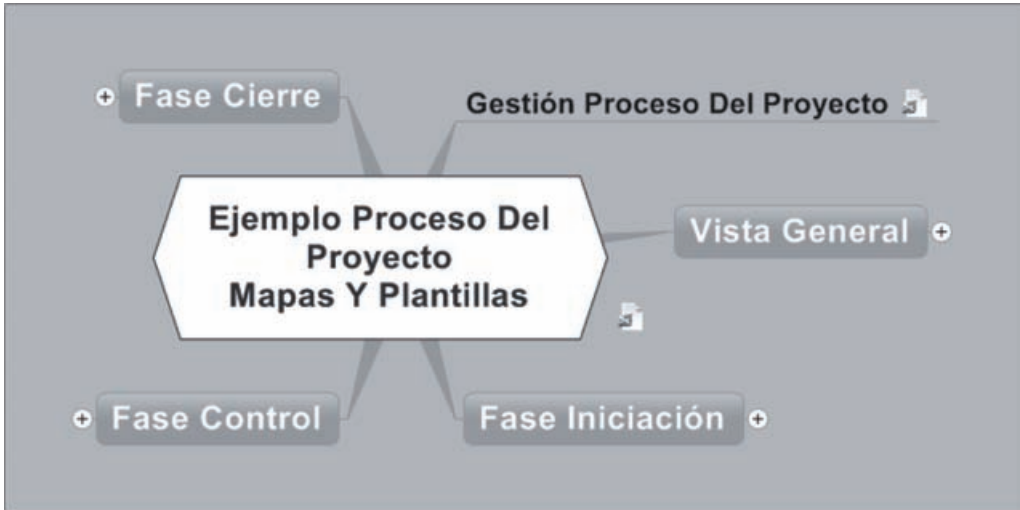 Fase Cierre
Gestión Proceso Del Proyecto
Ejemplo Proceso Del
Proyecto
Mapas Y Plantillas
Vista General
Fase Control
Fase Iniciación